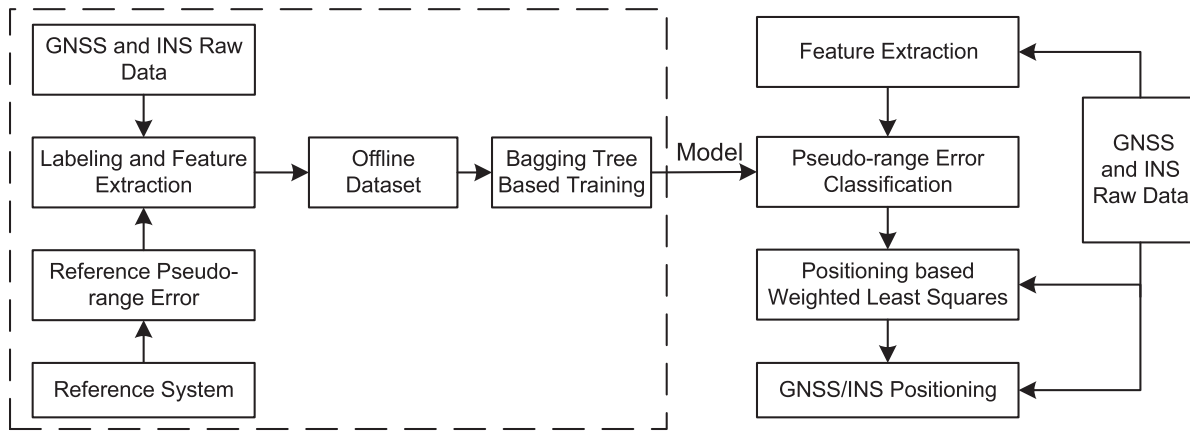 GNSS and INS Raw
Data
Labeling and Feature
Extraction
Reference Pseudo-
range Error
Reference System
Offline
Dataset
Bagging Tree
Based Training
Model
Feature Extraction
Pseudo-range Error
Classification
Positioning based
Weighted Least Squares
GNSS/INS Positioning
GNSS
and INS
Raw Data